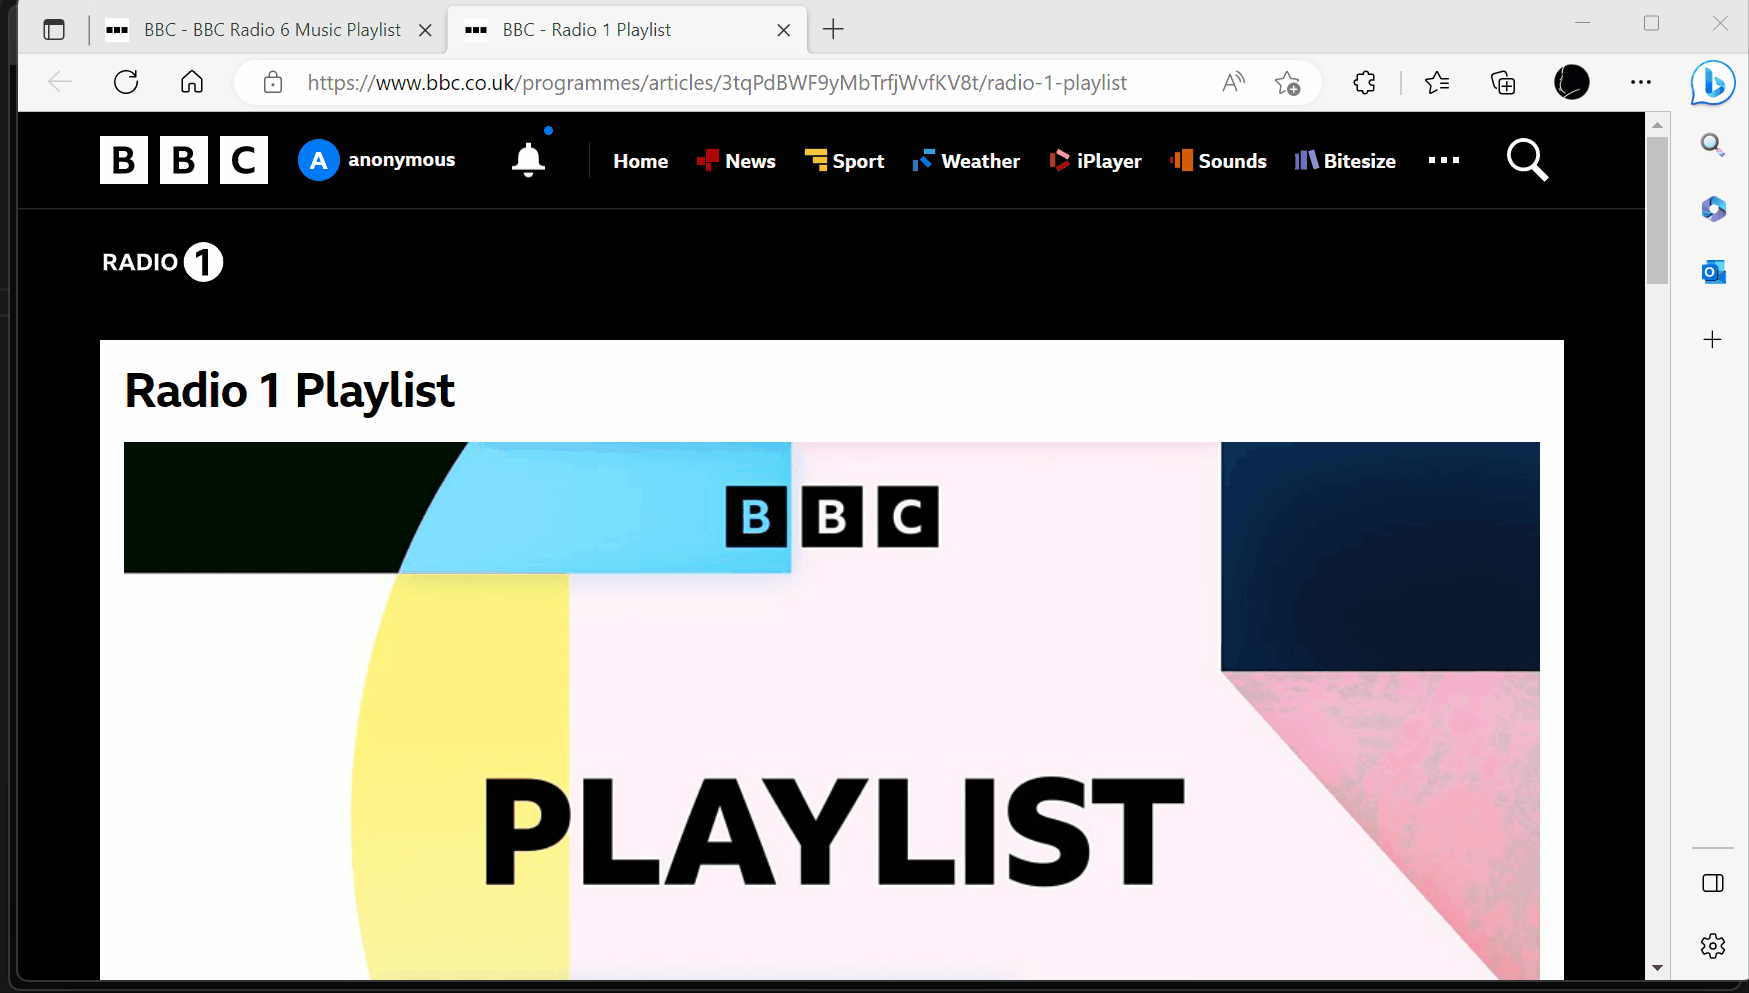 BBC - BBC Radio 6 Music Playlist
BBC - Radio 1 Playlist
https://www.bbc.co.uk/programmes/articles/3tqPdBWF9yMbTrfjWvfKV8t/radio-1-playlist
BBC A anonymous Home News Sport Weather iPlayer Sounds Bitesize
RADIO 1
Radio 1 Playlist
BBC
PLAYLIST